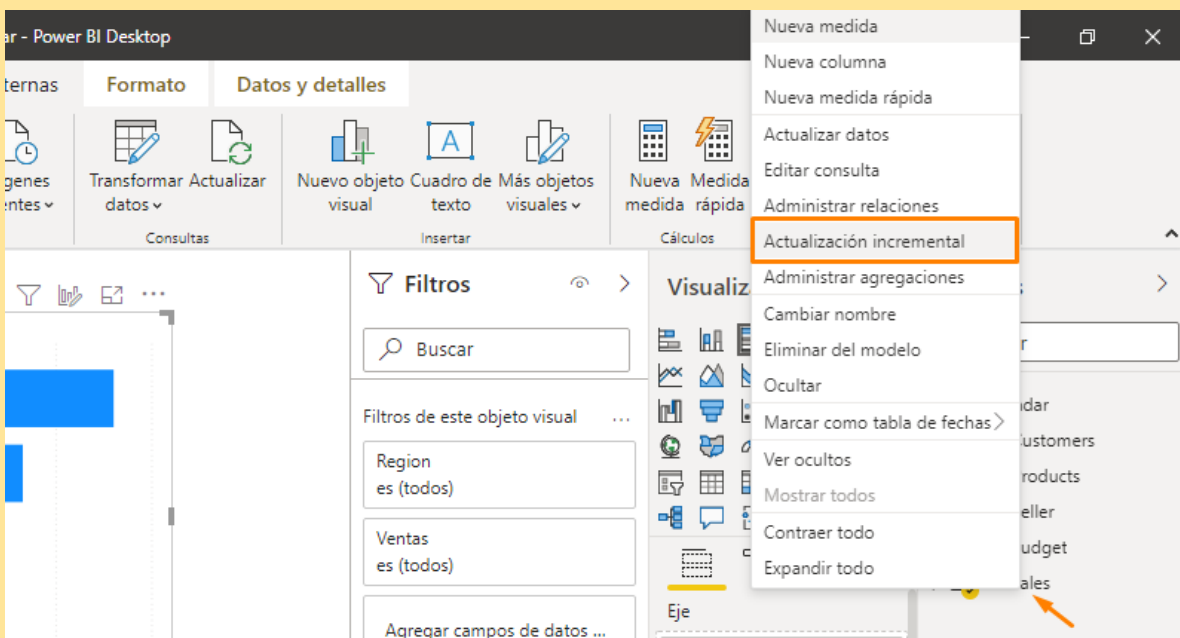 ar - Power BI Desktop
ternas
Formato
Datos y detalles
genes
entes
Transformar
datos
Actualizar
Consultas
Nuevo objeto
visual
Cuadro de
texto
Más objetos
visuales
Insertar
Nueva
medida
Medida
rápida
Cálculos
Nueva medida
Nueva columna
Nueva medida rápida
Actualizar datos
Editar consulta
Administrar relaciones
Actualización incremental
Administrar agregaciones
Cambiar nombre
Eliminar del modelo
Ocultar
Marcar como tabla de fechas
Ver ocultos
Mostrar todos
Contraer todo
Expandir todo
Filtros
Buscar
Filtros de este objeto visual
...
Region
es (todos)
Ventas
es (todos)
Agregar campos de datos ...
Visualiz
Eje
s
r
dar
ustomers
roducts
eller
udget
ales